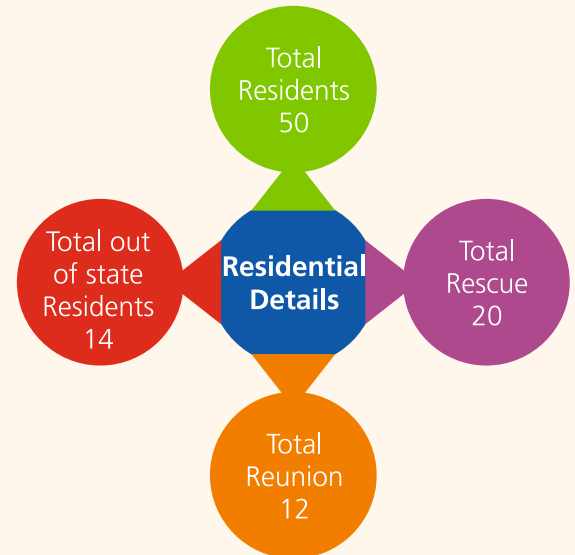 Total
Residents
50
Total out
of state
Residents
14
Residential
Details
Total
Rescue
20
Total
Reunion
12